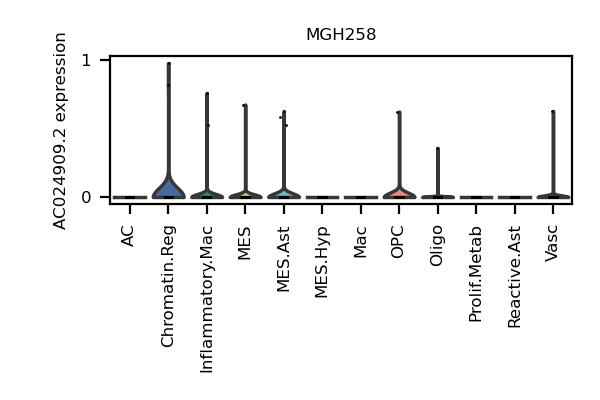 MGH258
AC024909.2 expression
1
0
AC
Chromatin.Reg
Inflammatory.Mac
MES
MES.Ast
MES.Hyp
Mac
OPC
Oligo
Prolif.Metab
Reactive.Ast
Vasc